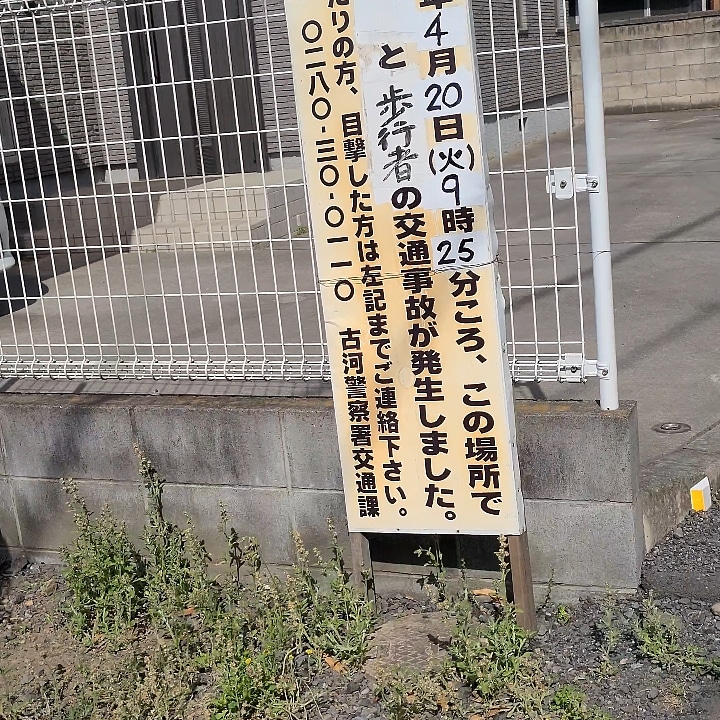 年4月20日(火)9時25分ころ、この場所で
と歩行者の交通事故が発生しました。
たりの方、目撃した方は左記までご連絡下さい。
〇二八〇-三〇-〇一一〇 古河警察署交通課